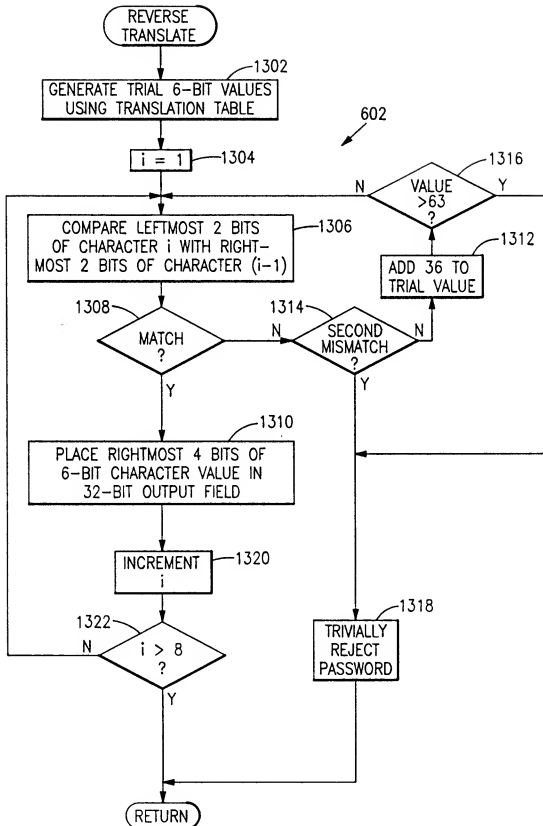 REVERSE
TRANSLATE
1302
GENERATE TRIAL 6-BIT VALUES
USING TRANSLATION TABLE
602
i = 1
1304
1316
N
VALUE
>63
?
Y
COMPARE LEFTMOST 2 BITS
OF CHARACTER i WITH RIGHT-
MOST 2 BITS OF CHARACTER (i-1)
1306
1312
ADD 36 TO
TRIAL VALUE
1308
MATCH
?
N
Y
1314
SECOND
MISMATCH
?
N
Y
1310
PLACE RIGHTMOST 4 BITS OF
6-BIT CHARACTER VALUE IN
32-BIT OUTPUT FIELD
INCREMENT
i
1320
1322
N
i > 8
?
Y
1318
TRIVIALLY
REJECT
PASSWORD
RETURN